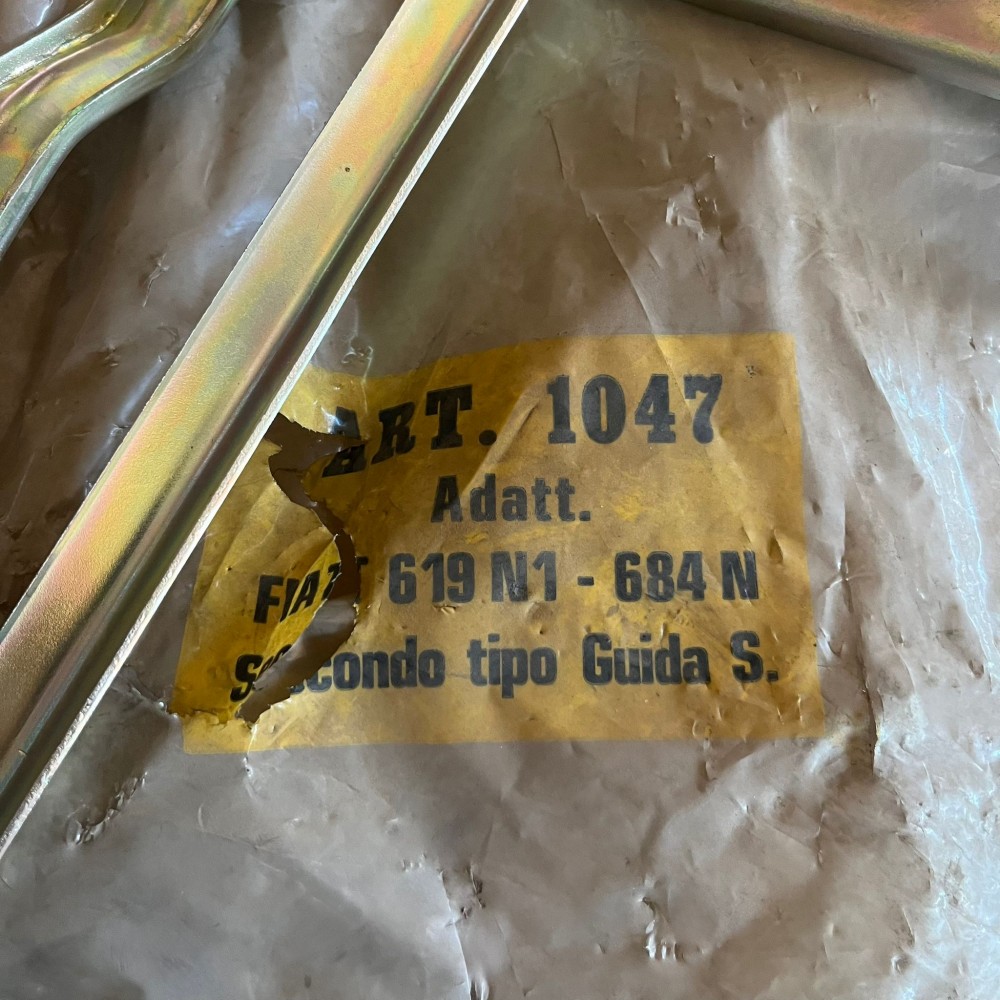 ART. 1047
Adatt.
FIAT 619 N1 - 684 N
Secondo tipo Guida S.